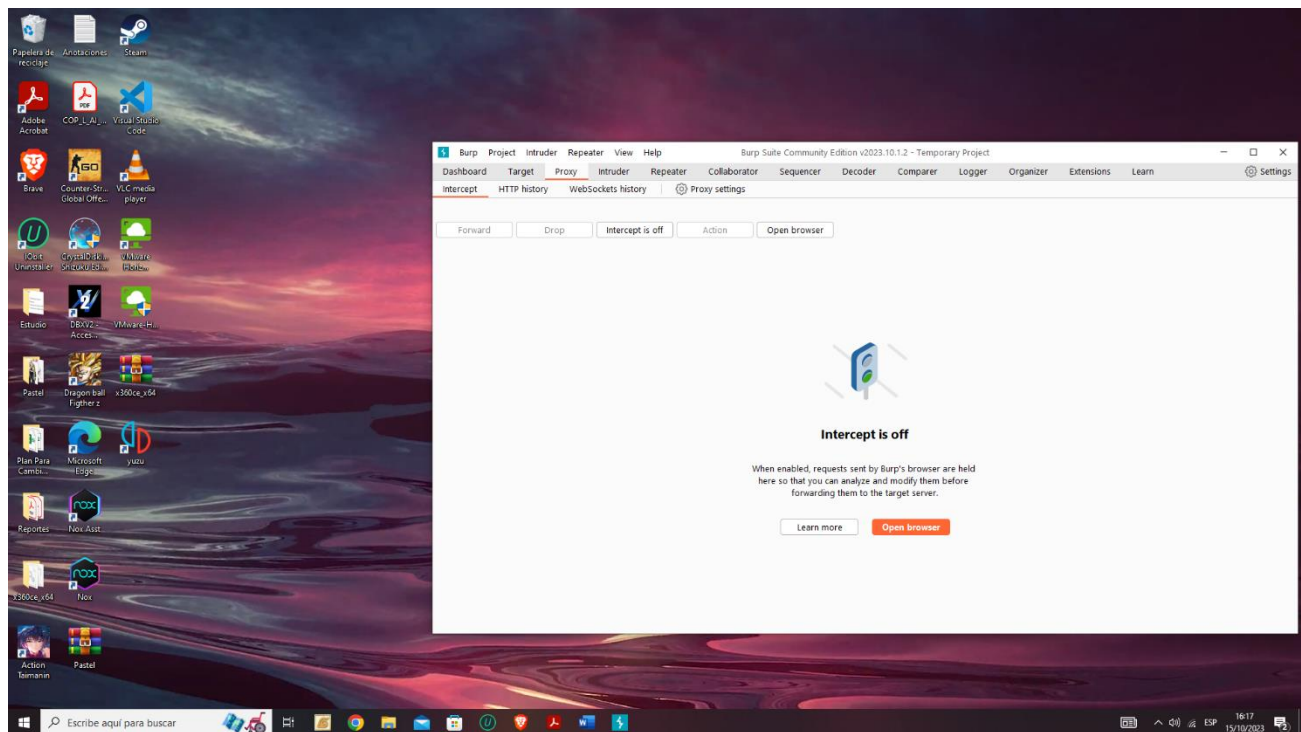 Papelera de reciclaje
Anotaciones
Steam
Adobe Acrobat
COP_L_AI_...
Visual Studio Code
Brave
Counter-Str... Global Offe...
VLC media player
IObit Uninstaller
CrystalDiskI... Shizuku Edi...
VMware Horiz...
Estudio
DBXV2 - Acces...
VMware-H...
Pastel
Dragon ball Figther z
x360ce_x64
Plan Para Cambi...
Microsoft Edge
yuzu
Reportes
Nox Asst
x360ce_x64
Nox
Action Taimanin
Pastel
Burp Project Intruder Repeater View Help Burp Suite Community Edition v2023.10.1.2 - Temporary Project
Dashboard Target Proxy Intruder Repeater Collaborator Sequencer Decoder Comparer Logger Organizer Extensions Learn Settings
Intercept HTTP history WebSockets history Proxy settings
Forward Drop Intercept is off Action Open browser
Intercept is off
When enabled, requests sent by Burp's browser are held
here so that you can analyze and modify them before
forwarding them to the target server.
Learn more Open browser
Escribe aquí para buscar
ESP
16:17
15/10/2023